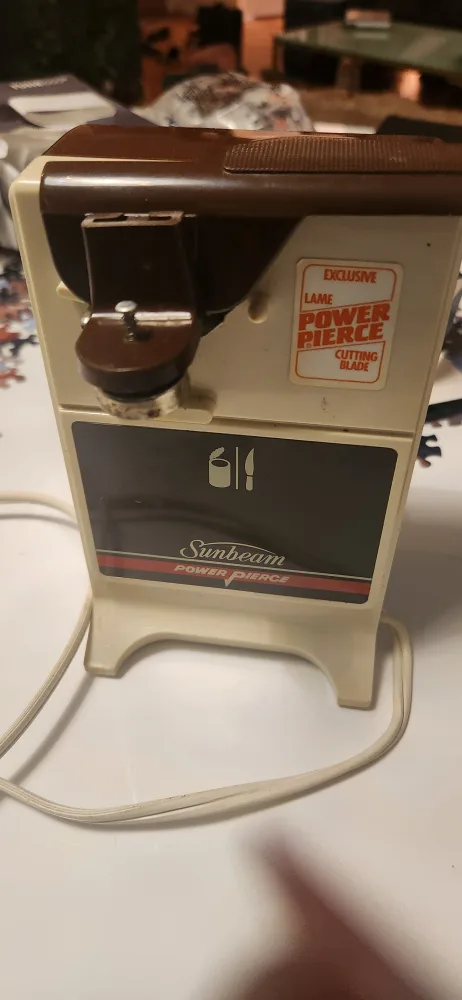 EXCLUSIVE
LAME
POWER
PIERCE
CUTTING
BLADE
Sunbeam
POWER PIERCE